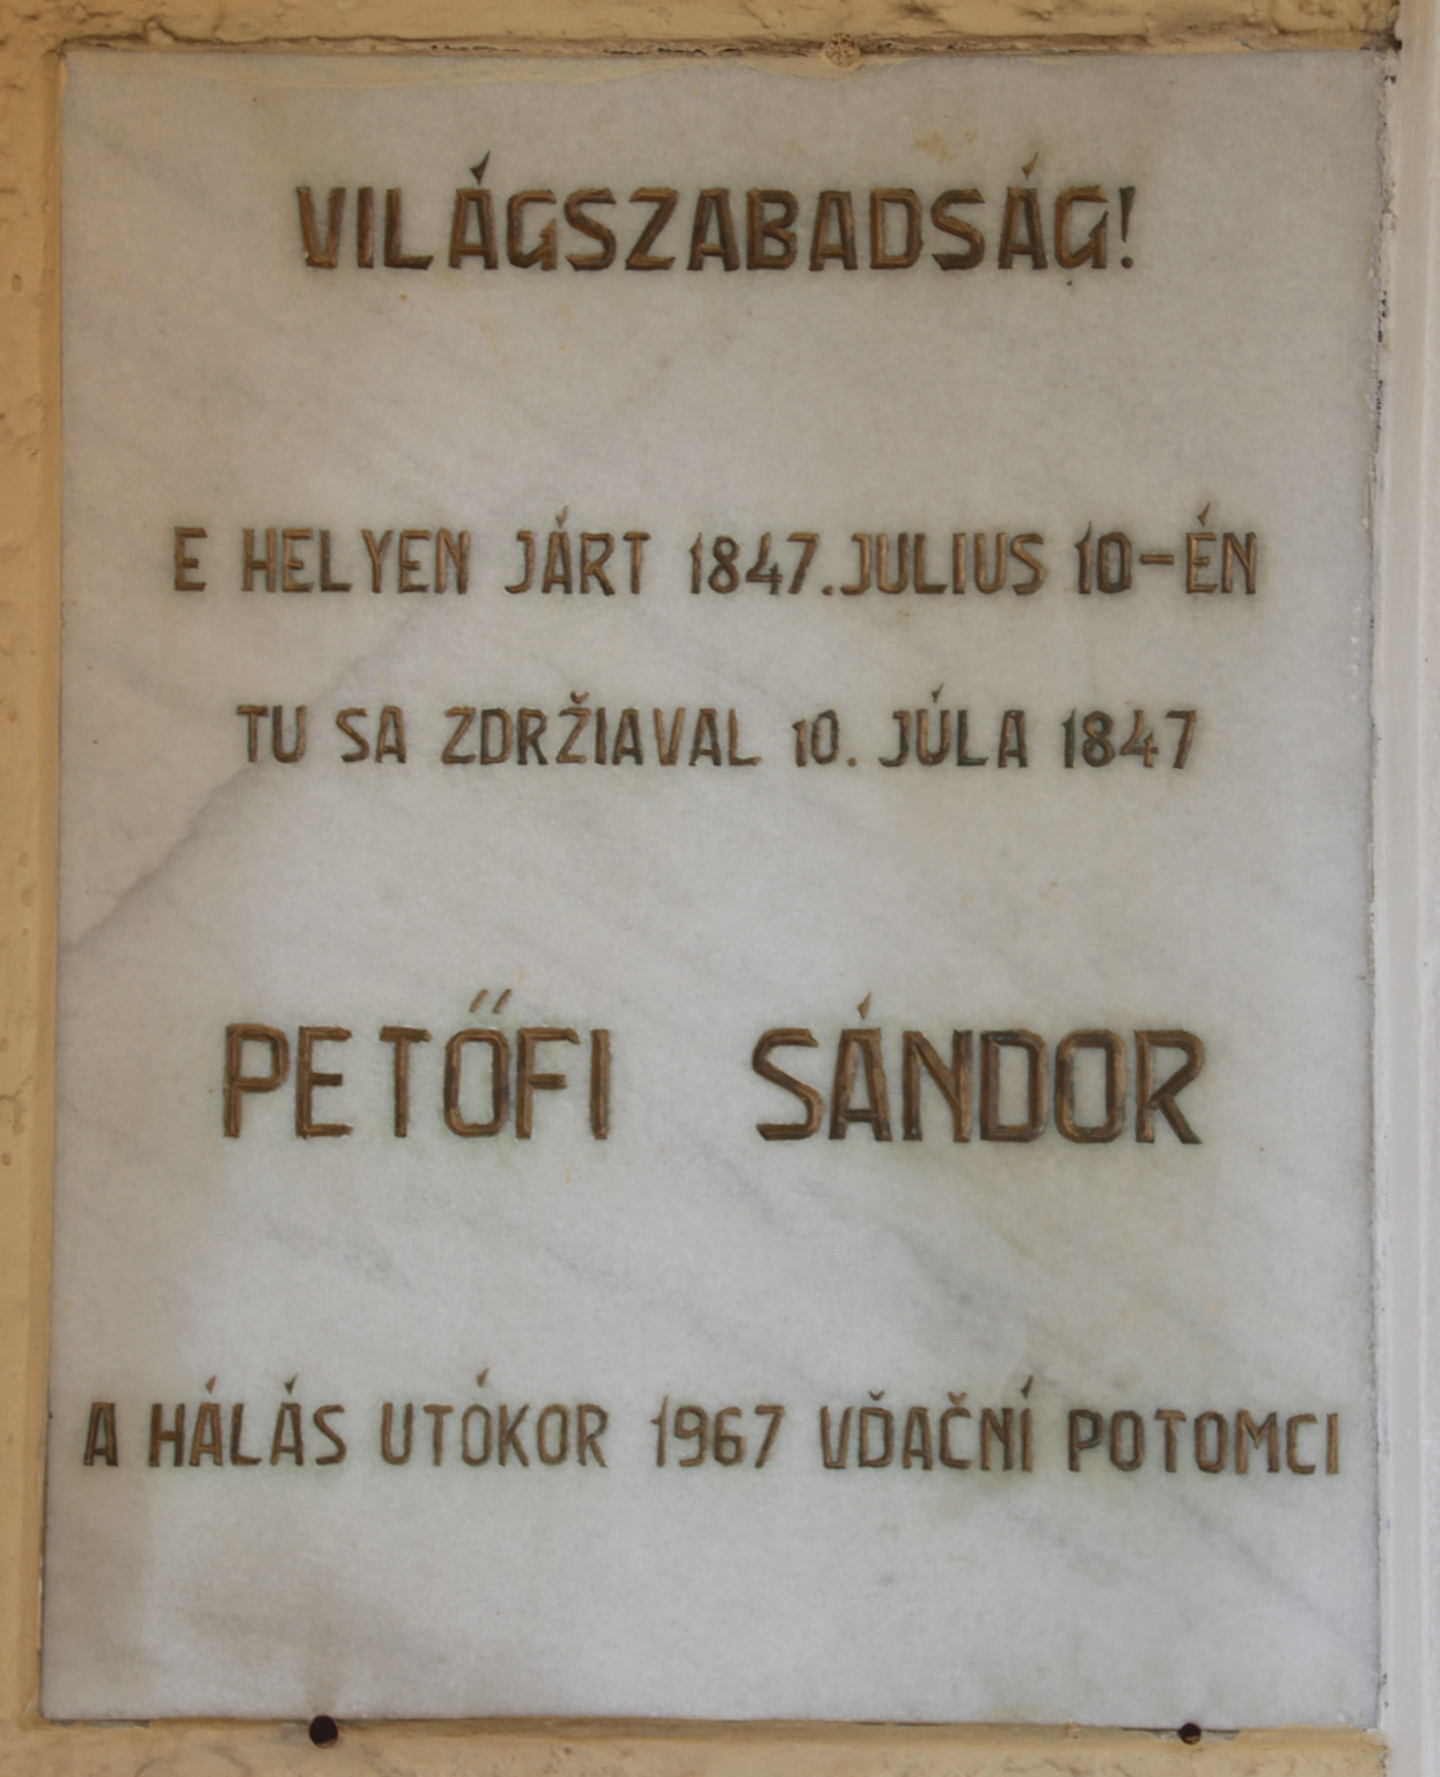 VILÁGSZABADSÁG!
E HELYEN JÁRT 1847.JULIUS 10-ÉN
TU SA ZDRŽIAVAL 10. JÚLA 1847
PETŐFI SÁNDOR
A HÁLÁS UTÓKOR 1967 VĎAČNÍ POTOMCI